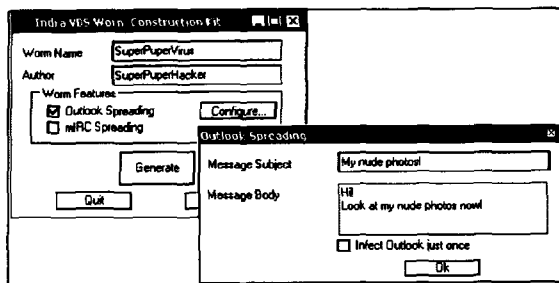 Indra VBS Worm Construction Kit
Worm Name
SuperPuperVirus
Author
SuperPuperHacker
Worm Features
Outlook Spreading
Configure...
mIRC Spreading
Generate
Quit
Outlook Spreading
Message Subject
My nude photos!
Message Body
Hi!
Look at my nude photos now!
Infect Outlook just once
Ok